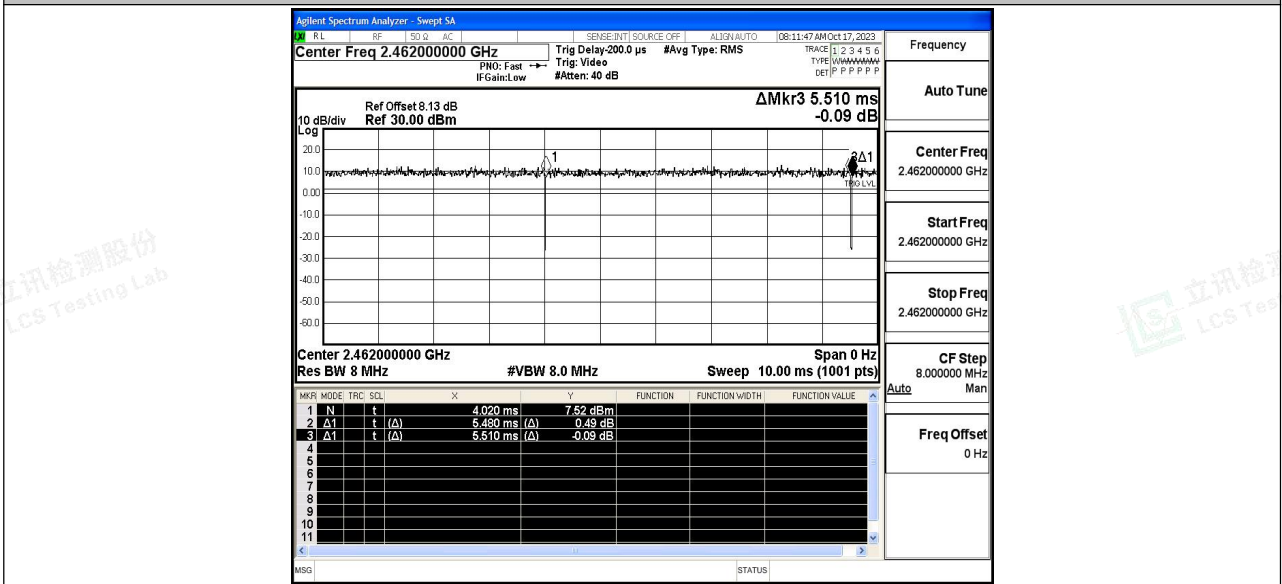 Agilent Spectrum Analyzer - Swept SA
RL RF 50 Ω AC SENSE:INT SOURCE OFF ALIGN AUTO 08:11:47 AM Oct 17, 2023
Center Freq 2.462000000 GHz
PNO: Fast
IFGain:Low
Trig Delay-200.0 µs
Trig: Video
#Atten: 40 dB
#Avg Type: RMS
TRACE 1 2 3 4 5 6
TYPE
DET P P P P P P
Frequency
Auto Tune
Center Freq
2.462000000 GHz
Start Freq
2.462000000 GHz
Stop Freq
2.462000000 GHz
CF Step
8.000000 MHz
Auto Man
Freq Offset
0 Hz
ΔMkr3 5.510 ms
-0.09 dB
Ref Offset 8.13 dB
10 dB/div Ref 30.00 dBm
Log
20.0
10.0
0.00
-10.0
-20.0
-30.0
-40.0
-50.0
-60.0
1
3Δ1
TRIG LVL
Center 2.462000000 GHz Span 0 Hz
Res BW 8 MHz #VBW 8.0 MHz Sweep 10.00 ms (1001 pts)
MKR MODE TRC SCL X Y FUNCTION FUNCTION WIDTH FUNCTION VALUE
1 N t 4.020 ms 7.52 dBm
2 Δ1 t (Δ) 5.480 ms (Δ) 0.49 dB
3 Δ1 t (Δ) 5.510 ms (Δ) -0.09 dB
4
5
6
7
8
9
10
11
MSG STATUS
立讯检测股份
LCS Testing Lab
LCS
立讯检测
LCS Tes